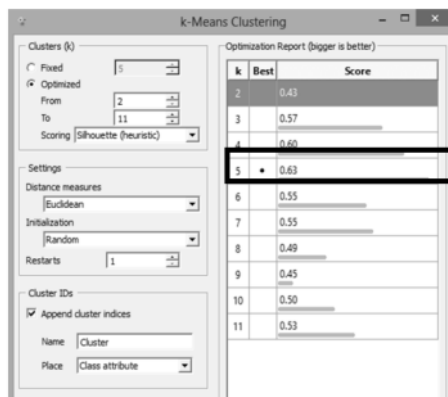 k-Means Clustering
Clusters (k)
Fixed
5
Optimized
From
2
To
11
Scoring
Silhouette (heuristic)
Settings
Distance measures
Euclidean
Initialization
Random
Restarts
1
Cluster IDs
Append cluster indices
Name
Cluster
Place
Class attribute
Optimization Report (bigger is better)
k Best Score
2 0.43
3 0.57
4 0.60
5 • 0.63
6 0.55
7 0.55
8 0.49
9 0.45
10 0.50
11 0.53